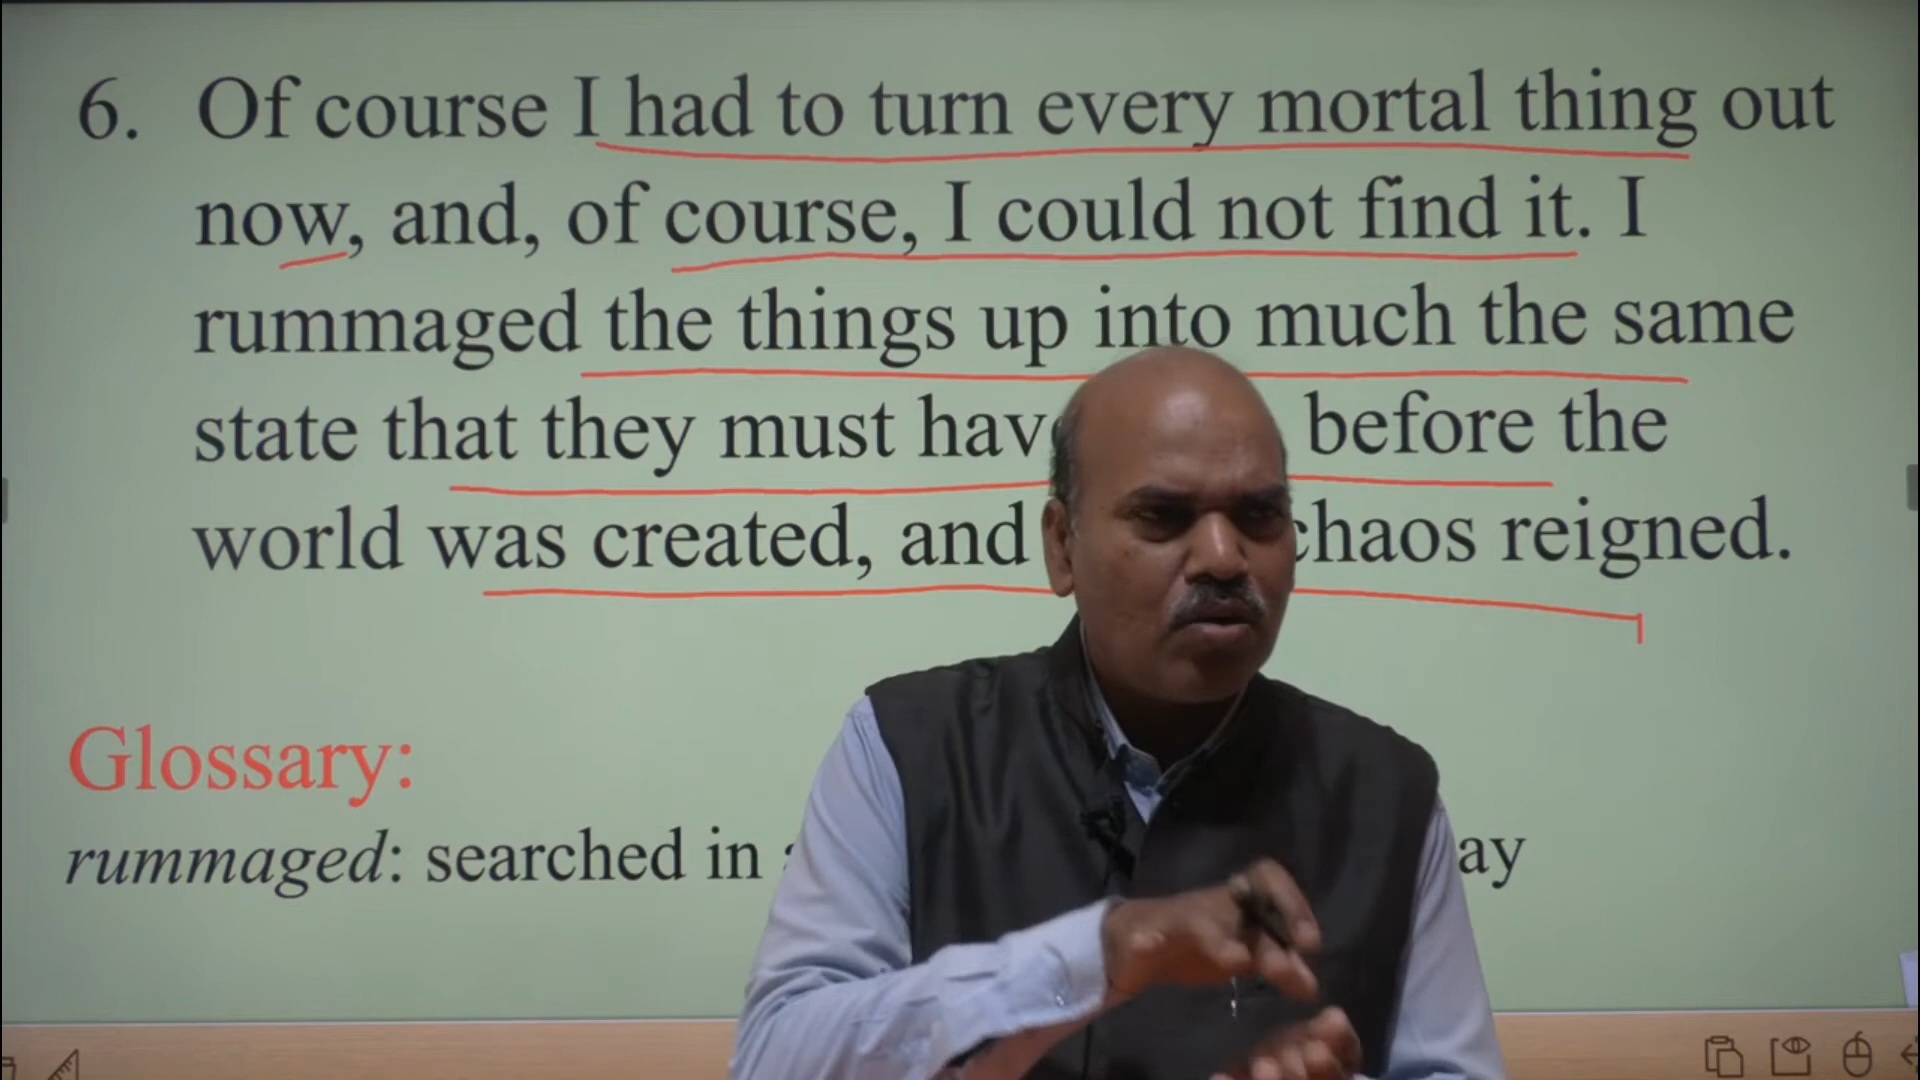 6. Of course I had to turn every mortal thing out
now, and, of course, I could not find it. I
rummaged the things up into much the same
state that they must before the
world was created, and chaos reigned.
Glossary:
rummaged: searched in